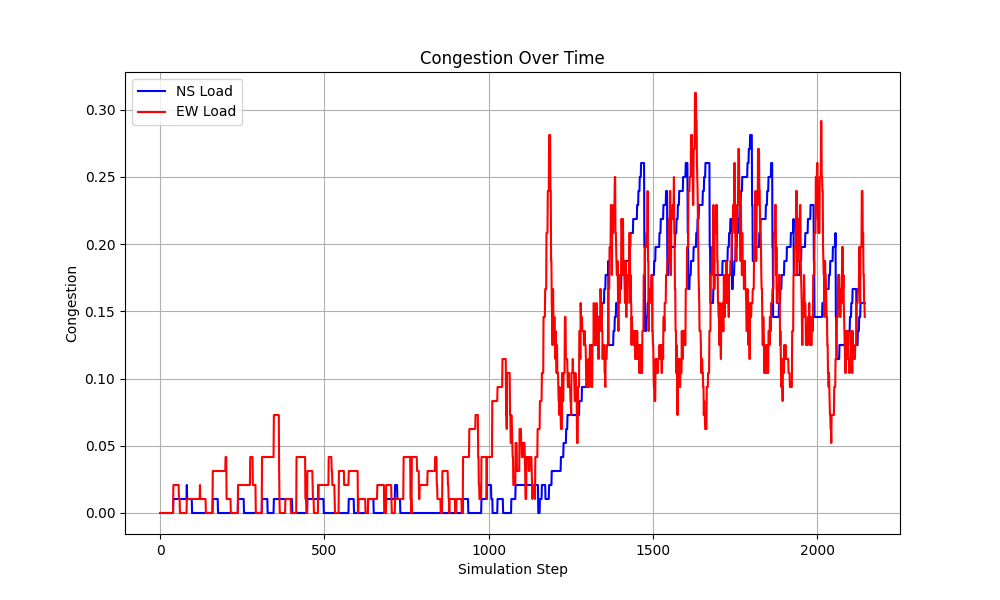 Congestion Over Time
NS Load
EW Load
0.30
0.25
0.20
0.15
0.10
0.05
0.00
Congestion
0 500 1000 1500 2000
Simulation Step